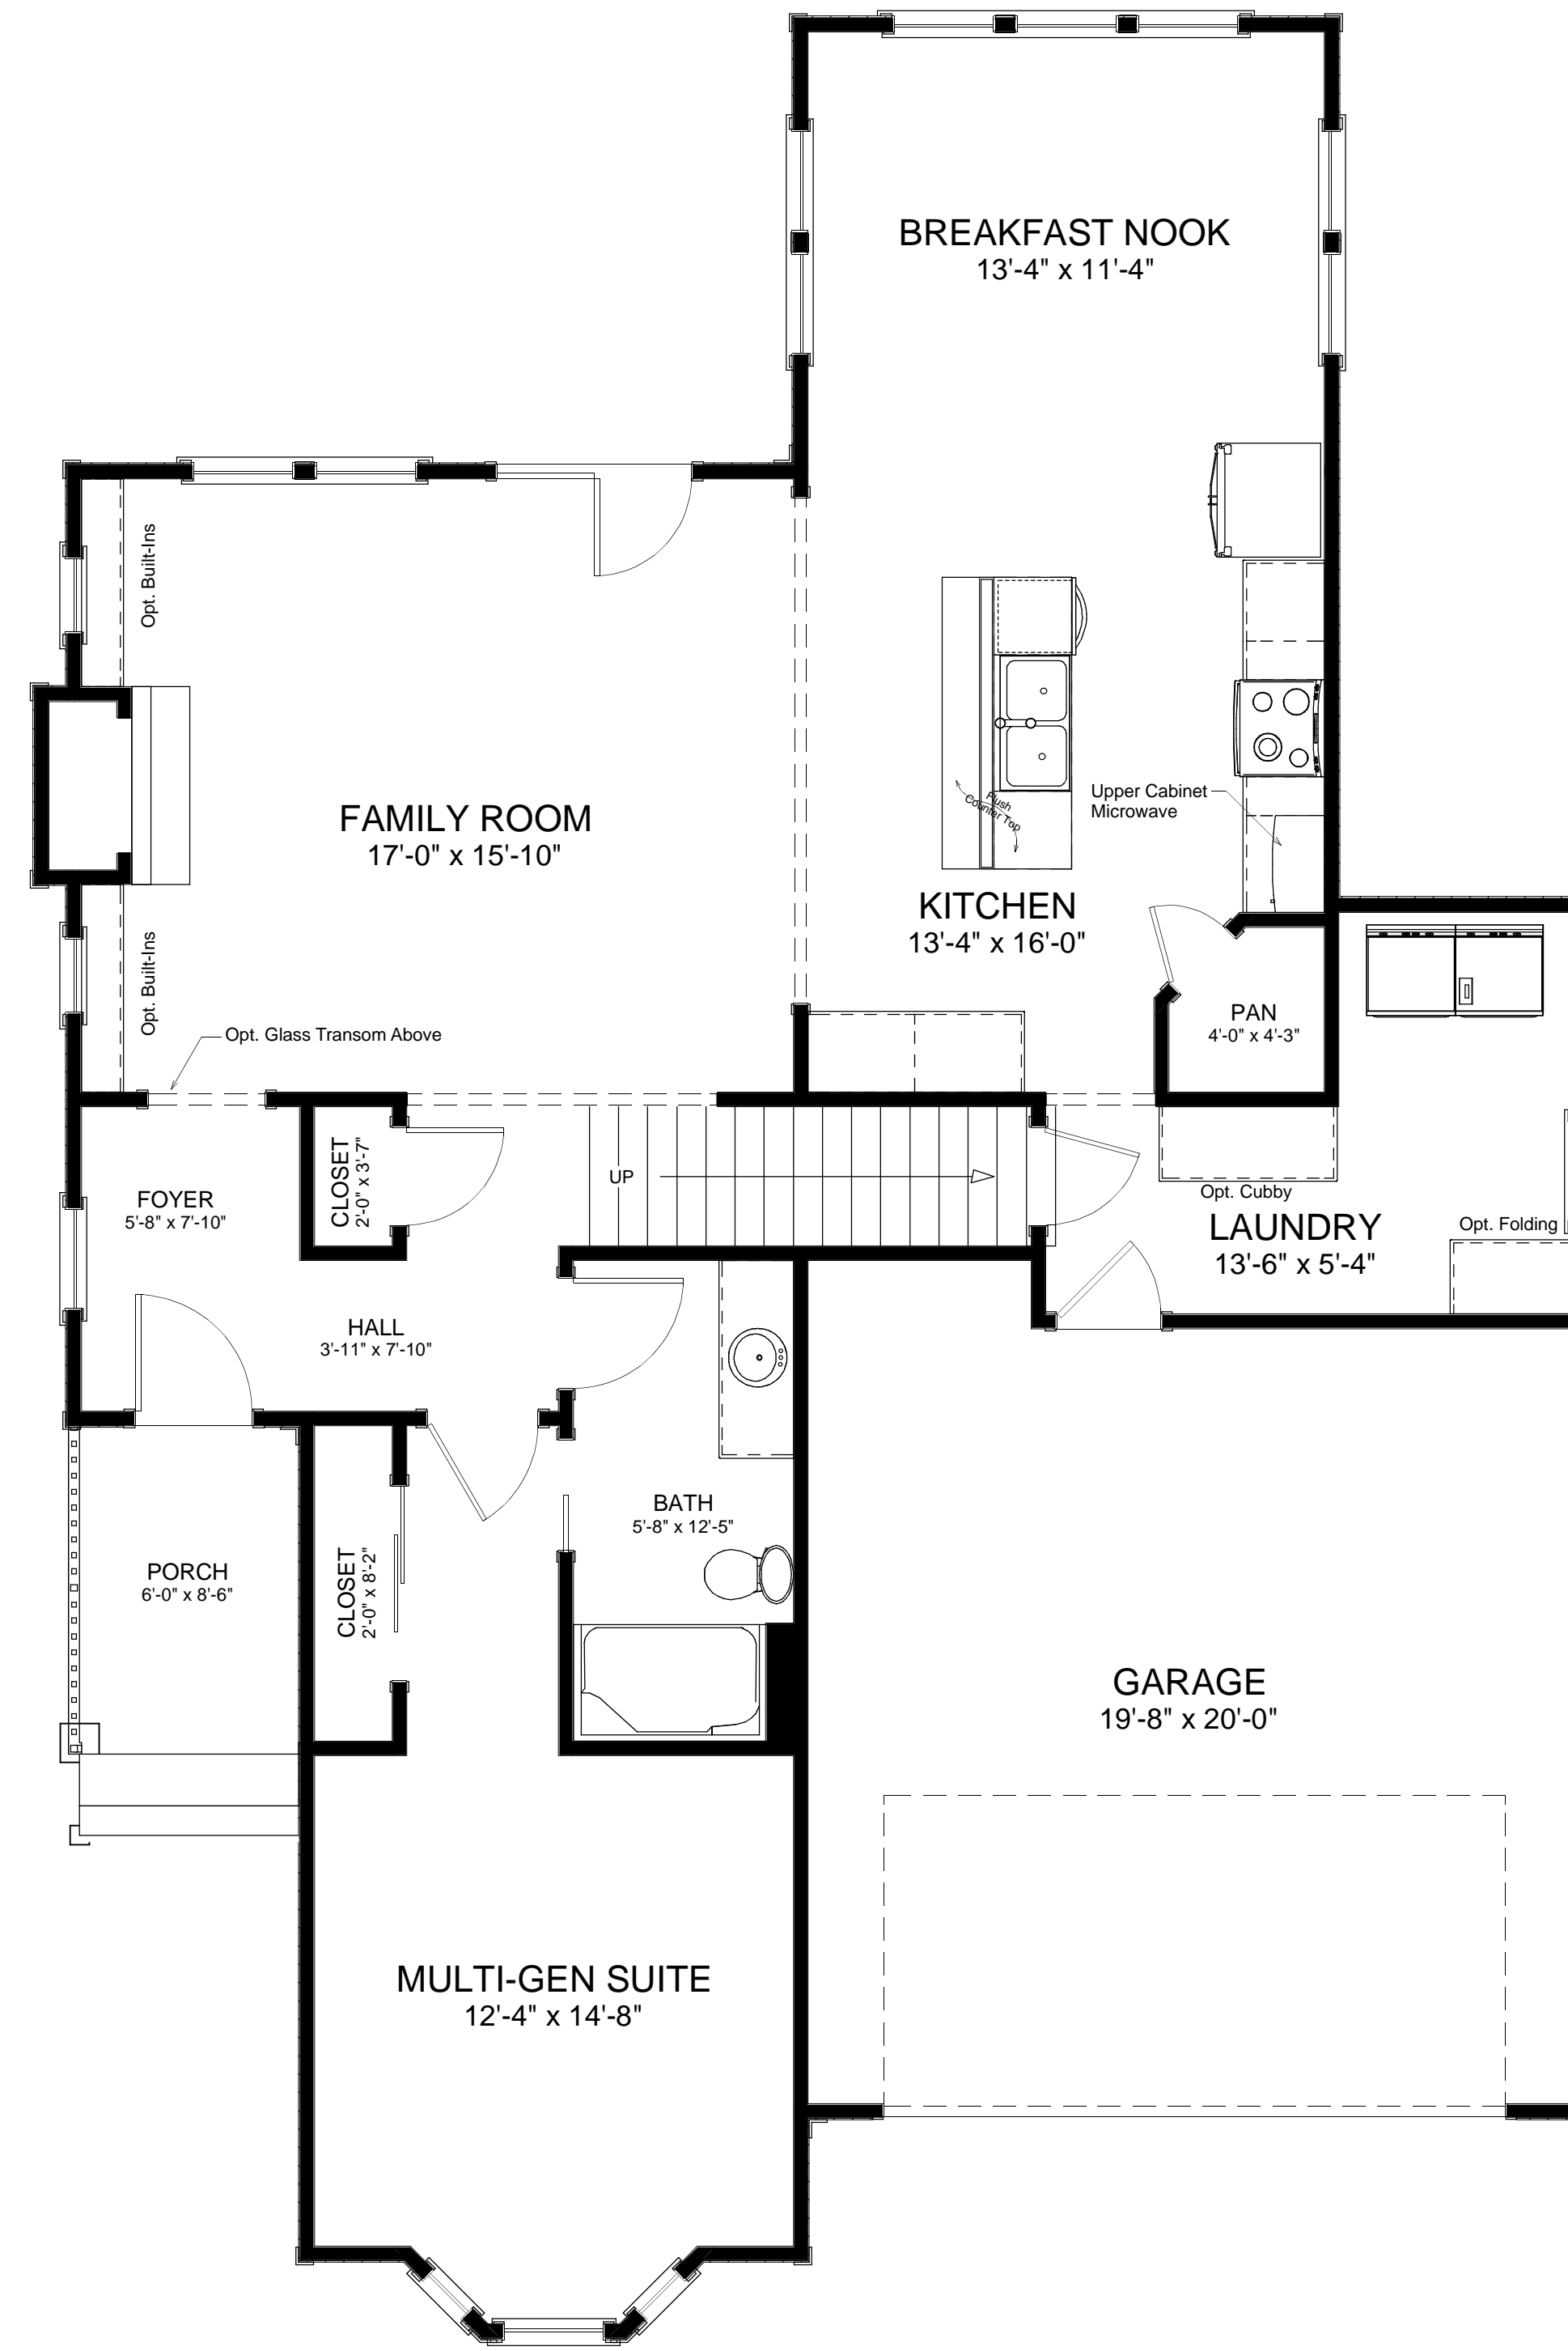 BREAKFAST NOOK
13'-4" x 11'-4"
Opt. Built-Ins
FAMILY ROOM
17'-0" x 15'-10"
Flush
Counter Top
Upper Cabinet
Microwave
KITCHEN
13'-4" x 16'-0"
Opt. Built-Ins
Opt. Glass Transom Above
PAN
4'-0" x 4'-3"
FOYER
5'-8" x 7'-10"
CLOSET
2'-0" x 3'-7"
UP
Opt. Cubby
LAUNDRY
13'-6" x 5'-4"
Opt. Folding
HALL
3'-11" x 7'-10"
BATH
5'-8" x 12'-5"
PORCH
6'-0" x 8'-6"
CLOSET
2'-0" x 8'-2"
GARAGE
19'-8" x 20'-0"
MULTI-GEN SUITE
12'-4" x 14'-8"